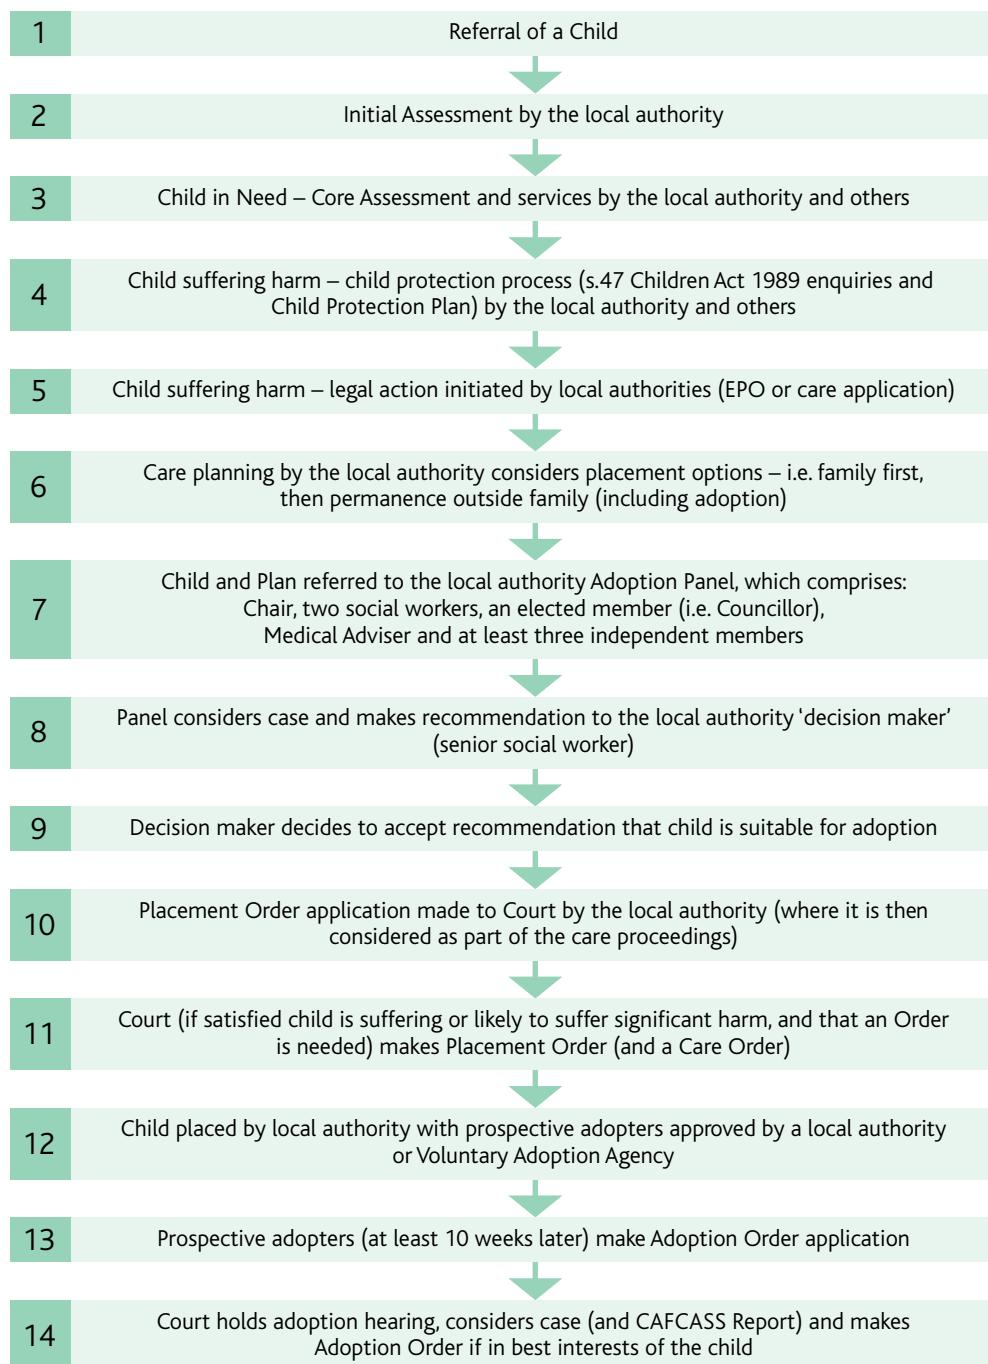 1
Referral of a Child
2
Initial Assessment by the local authority
3
Child in Need – Core Assessment and services by the local authority and others
4
Child suffering harm – child protection process (s.47 Children Act 1989 enquiries and
Child Protection Plan) by the local authority and others
5
Child suffering harm – legal action initiated by local authorities (EPO or care application)
6
Care planning by the local authority considers placement options – i.e. family first,
then permanence outside family (including adoption)
7
Child and Plan referred to the local authority Adoption Panel, which comprises:
Chair, two social workers, an elected member (i.e. Councillor),
Medical Adviser and at least three independent members
8
Panel considers case and makes recommendation to the local authority ‘decision maker’
(senior social worker)
9
Decision maker decides to accept recommendation that child is suitable for adoption
10
Placement Order application made to Court by the local authority (where it is then
considered as part of the care proceedings)
11
Court (if satisfied child is suffering or likely to suffer significant harm, and that an Order
is needed) makes Placement Order (and a Care Order)
12
Child placed by local authority with prospective adopters approved by a local authority
or Voluntary Adoption Agency
13
Prospective adopters (at least 10 weeks later) make Adoption Order application
14
Court holds adoption hearing, considers case (and CAFCASS Report) and makes
Adoption Order if in best interests of the child